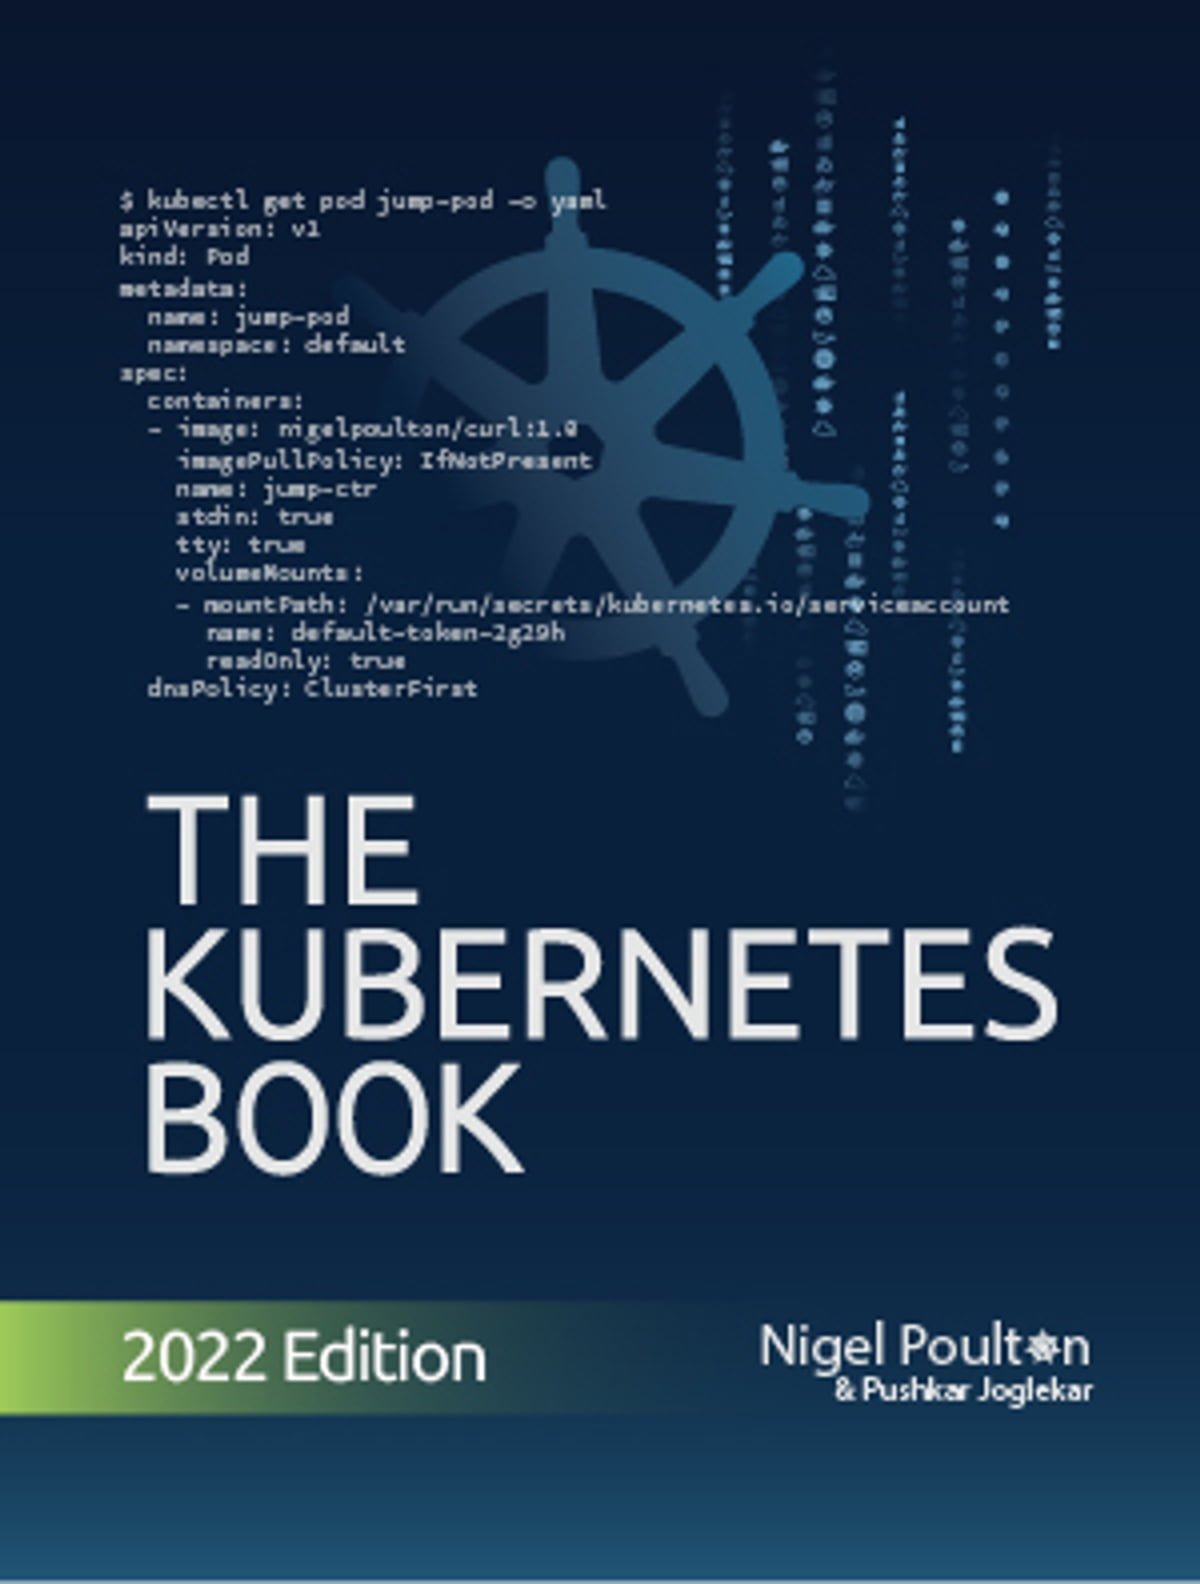 $ kubectl get pod jump-pod -o yaml
apiVersion: v1
kind: Pod
metadata:
name: jump-pod
namespace: default
spec:
containers:
- image: nigelpoulton/curl:1.0
imagePullPolicy: IfNotPresent
name: jump-ctr
stdin: true
tty: true
volumeMounts:
- mountPath: /var/run/secrets/kubernetes.io/serviceaccount
name: default-token-2g29h
readOnly: true
dnsPolicy: ClusterFirst
THE
KUBERNETES
BOOK
2022 Edition
Nigel Poulton
& Pushkar Joglekar